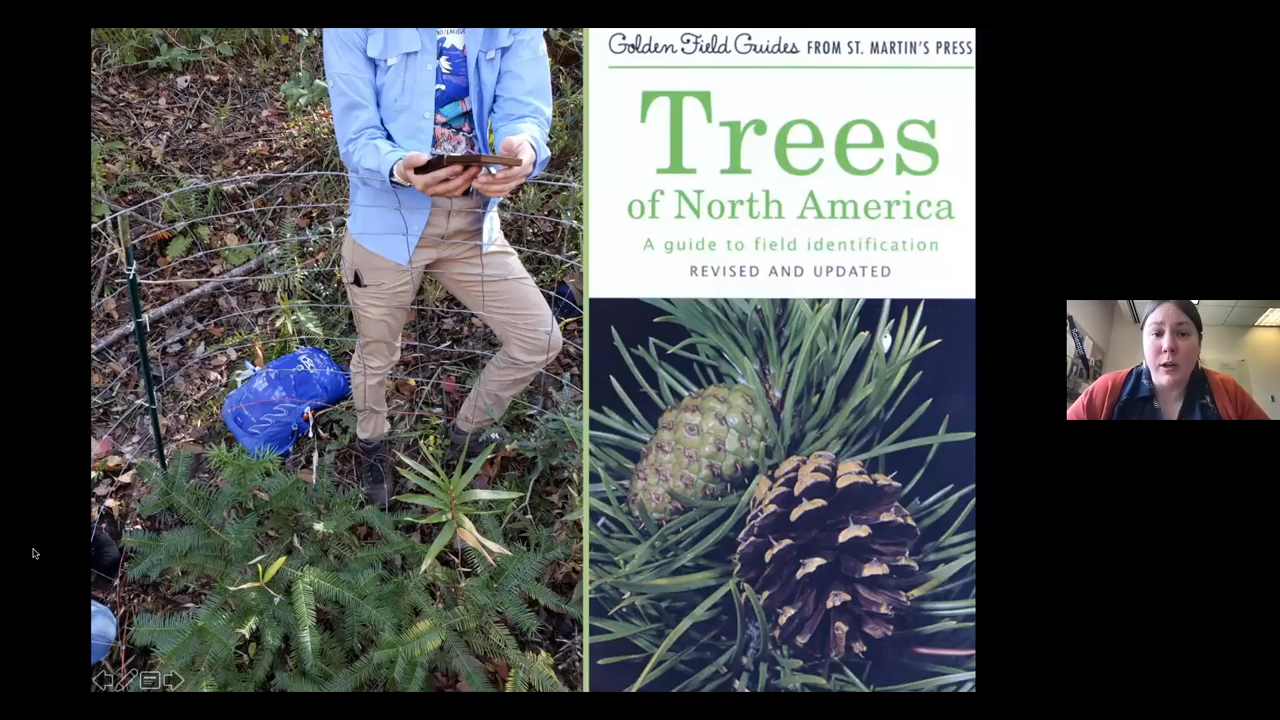 Golden Field Guides FROM ST. MARTIN'S PRESS
Trees
of North America
A guide to field identification
REVISED AND UPDATED